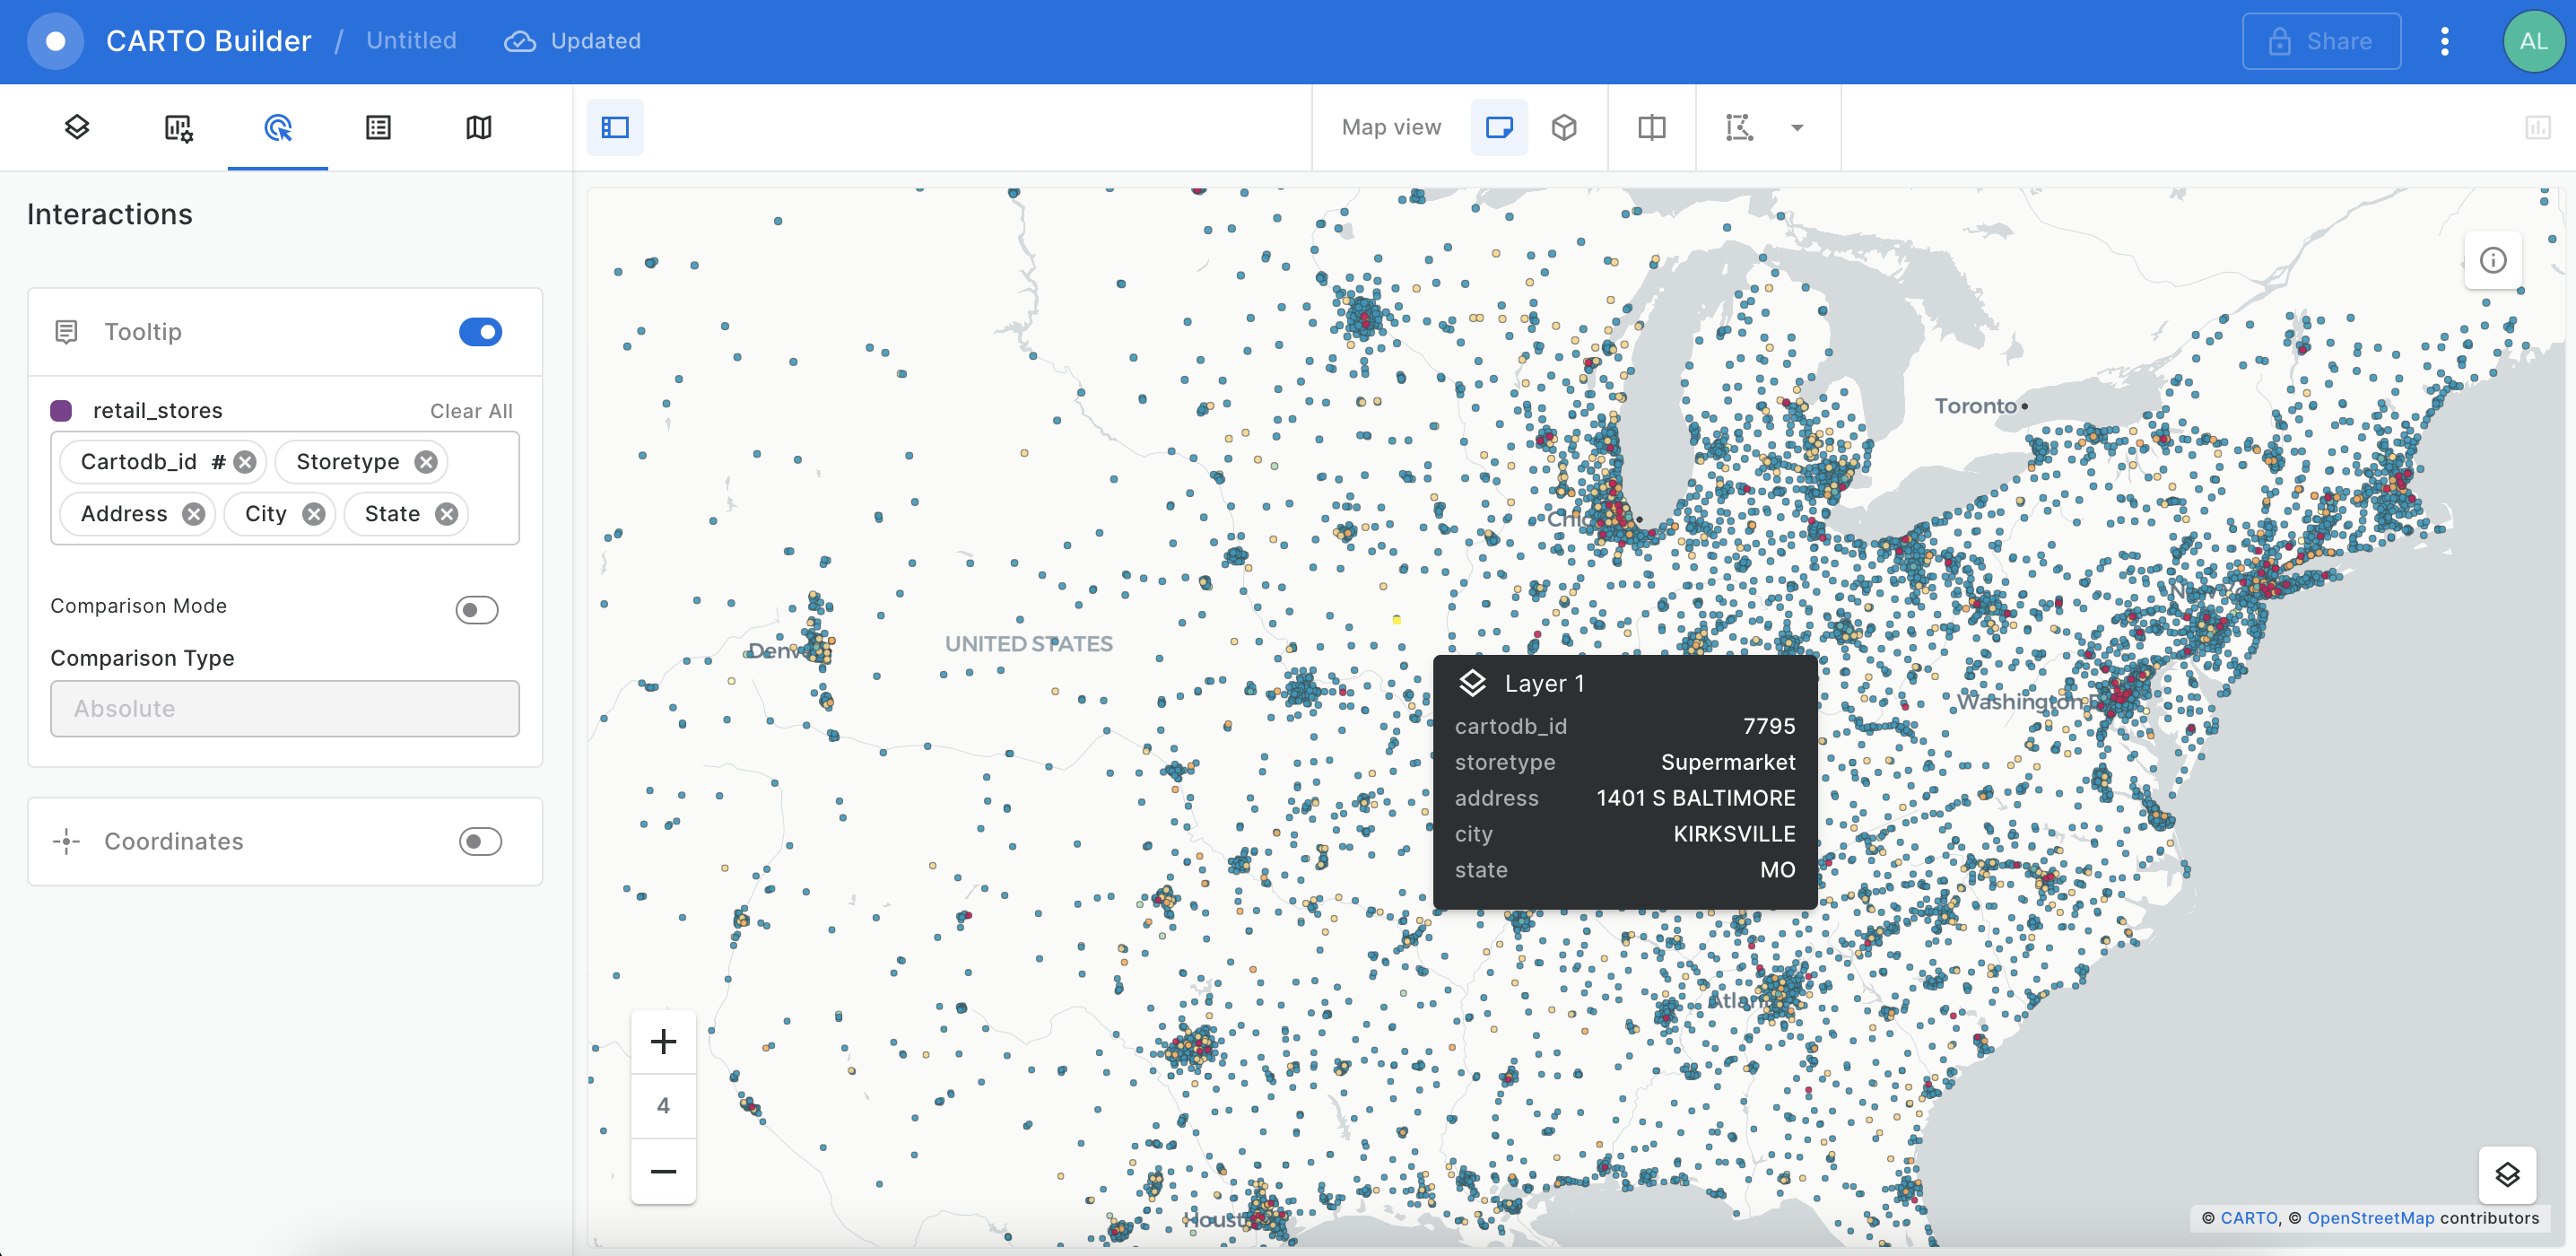 CARTO Builder / Untitled Updated Share AL
Map view
Interactions
Tooltip
retail_stores Clear All
Cartodb_id # Storetype
Address City State
Comparison Mode
Comparison Type
Absolute
Coordinates
Toronto
Denv
UNITED STATES
Washington
Layer 1
cartodb_id 7795
storetype Supermarket
address 1401 S BALTIMORE
city KIRKSVILLE
state MO
Atlan
+
4
−
Houst
© CARTO, © OpenStreetMap contributors